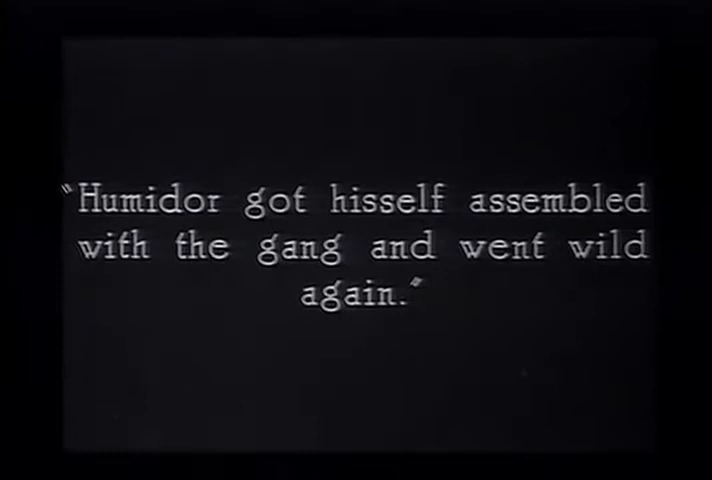 "Humidor got hisself assembled
with the gang and went wild
again."